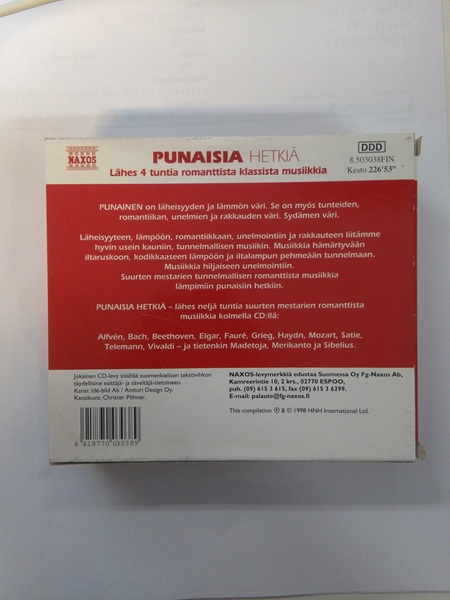 NAXOS
PUNAISIA HETKIÄ
Lähes 4 tuntia romanttista klassista musiikkia
DDD
8.503038FIN
Kesto 226'53"
PUNAINEN on läheisyyden ja lämmön väri. Se on myös tunteiden,
romantiikan, unelmien ja rakkauden väri. Sydämen väri.
Läheisyyteen, lämpöön, romantiikkaan, unelmointiin ja rakkauteen liitämme
hyvin usein kauniin, tunnelmallisen musiikin. Musiikkia hämärtyvään
iltaruskoon, kodikkaaseen lämpöön ja iltalampun pehmeään tunnelmaan.
Musiikkia hiljaiseen unelmointiin.
Suurten mestarien tunnelmallisen romanttista musiikkia
lämpimiin punaisiin hetkiin.
PUNAISIA HETKIÄ – lähes neljä tuntia suurten mestarien romanttista
musiikkia kolmella CD:llä:
Alfvén, Bach, Beethoven, Elgar, Fauré, Grieg, Haydn, Mozart, Satie,
Telemann, Vivaldi – ja tietenkin Madetoja, Merikanto ja Sibelius.
Jokainen CD-levy sisältää suomenkielisen tekstivihkon
täydellisine esittäjä- ja säveltäjä-tietoineen.
Kansi: Idé-bild Ab / Antturi Design Oy.
Kansikuva: Christer Pöhner.
6 418770 030389
NAXOS-levymerkkiä edustaa Suomessa Oy Fg-Naxos Ab,
Kamreerintie 10, 2 krs., 02770 ESPOO,
puh. (09) 615 3 615, fax (09) 615 3 6299.
E-mail: palaute@fg-naxos.fi
This compilation ℗ & © 1998 HNH International Ltd.